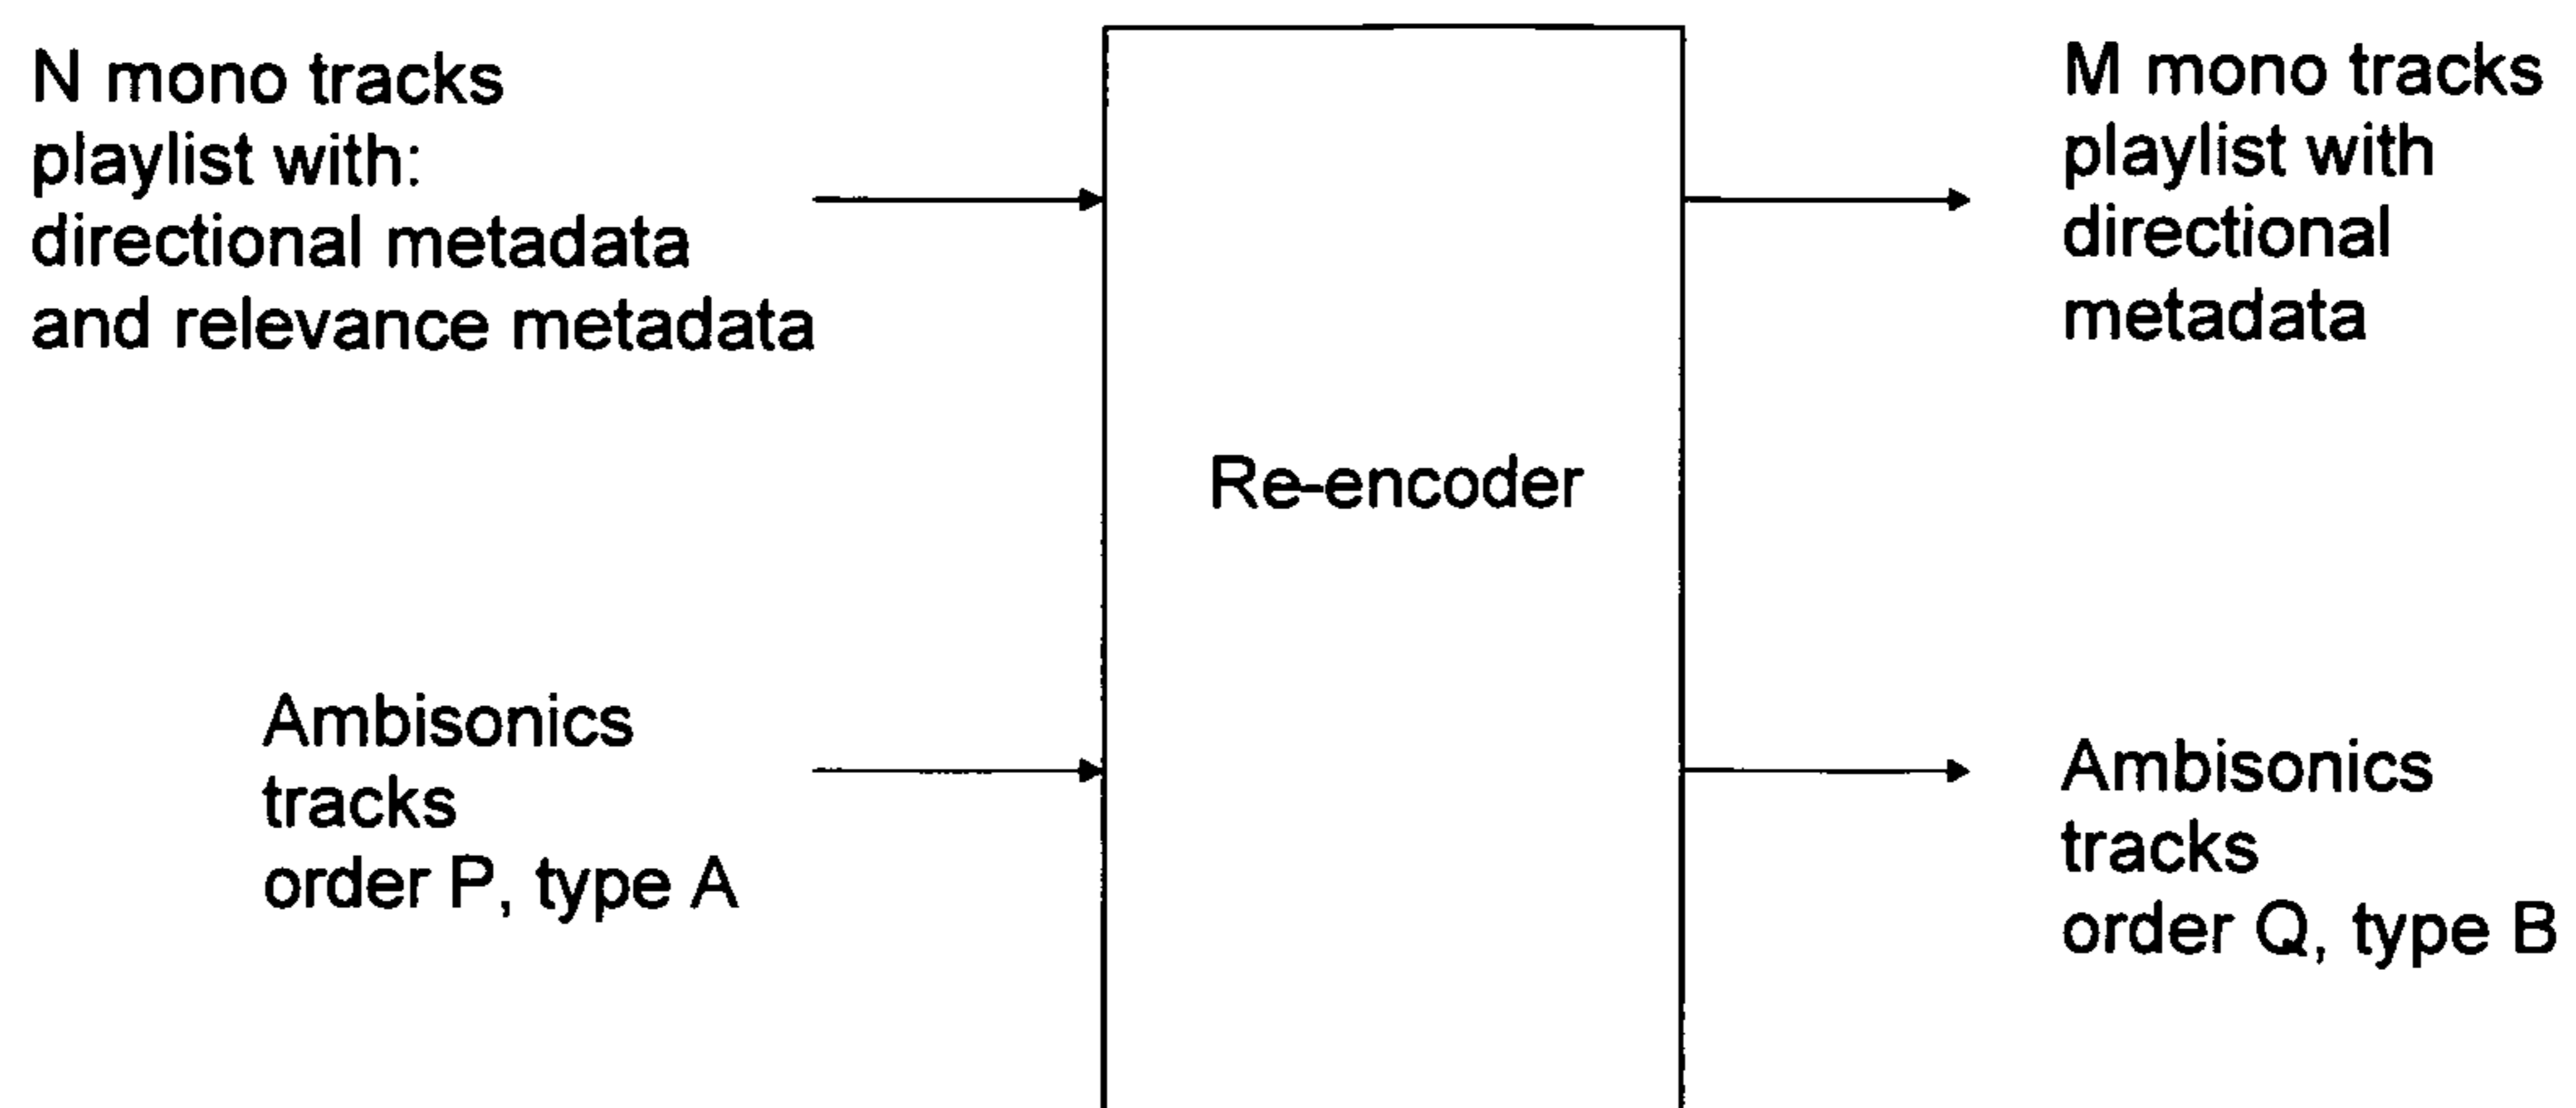 N mono tracks
playlist with:
directional metadata
and relevance metadata
Ambisonics
tracks
order P, type A
Re-encoder
M mono tracks
playlist with
directional
metadata
Ambisonics
tracks
order Q, type B